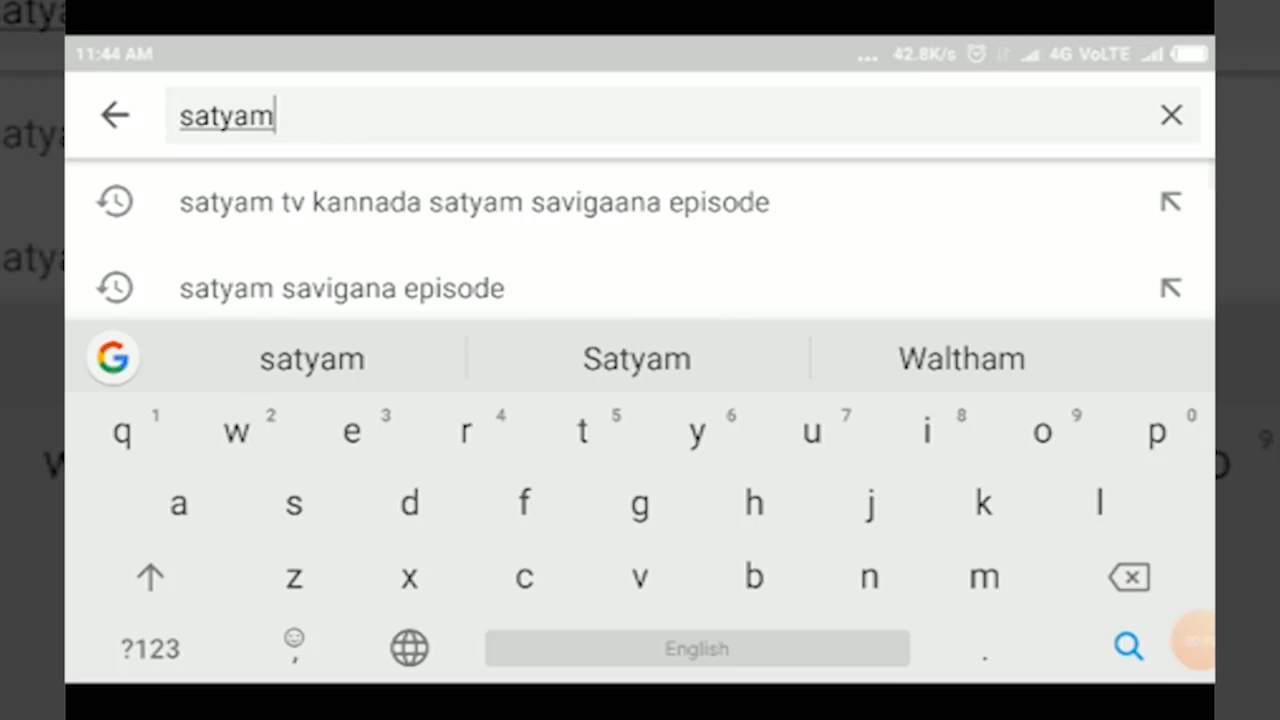 11:44 AM ... 42.8K/s 4G VoLTE
satyam
satyam tv kannada satyam savigaana episode
satyam savigana episode
G satyam Satyam Waltham
q 1 w 2 e 3 r 4 t 5 y 6 u 7 i 8 o 9 p 0
a s d f g h j k l
z x c v b n m
?123 , English .